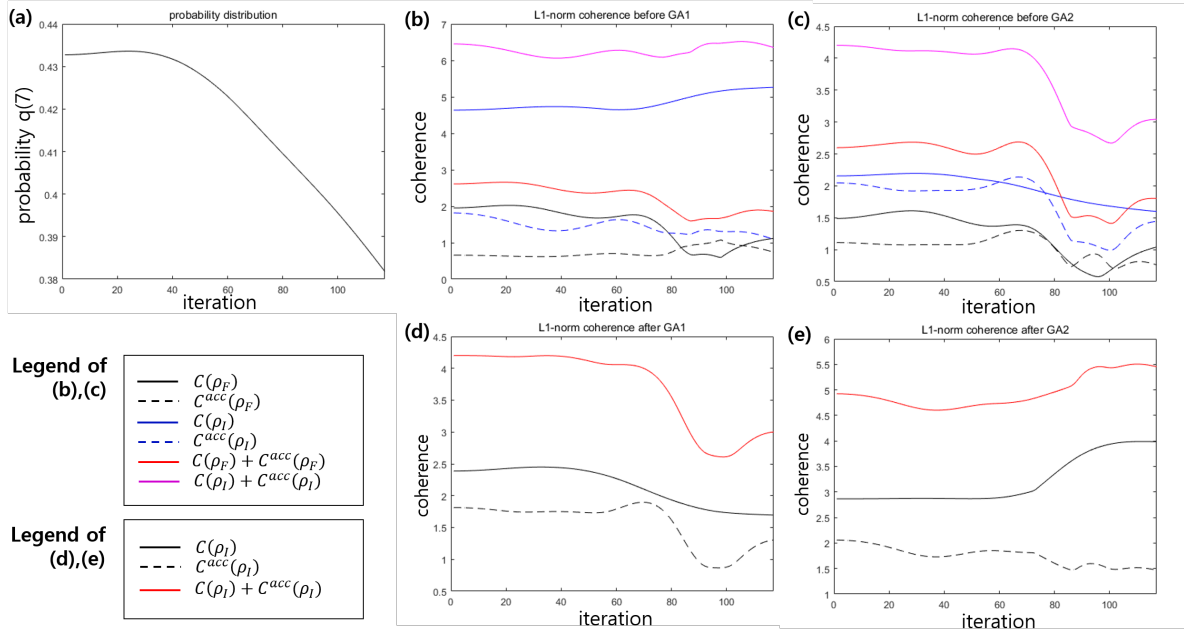 (a)
probability distribution
0.44
0.43
0.42
0.41
0.4
0.39
0.38
probability q(7)
0 20 40 60 80 100
iteration
(b)
L1-norm coherence before GA1
7
6
5
4
3
2
1
0
coherence
0 20 40 60 80 100
iteration
(c)
L1-norm coherence before GA2
4.5
4
3.5
3
2.5
2
1.5
1
0.5
coherence
0 20 40 60 80 100
iteration
Legend of
(b),(c)
C(ρ_F)
C^{acc}(ρ_F)
C(ρ_I)
C^{acc}(ρ_I)
C(ρ_F) + C^{acc}(ρ_F)
C(ρ_I) + C^{acc}(ρ_I)
Legend of
(d),(e)
C(ρ_I)
C^{acc}(ρ_I)
C(ρ_I) + C^{acc}(ρ_I)
(d)
L1-norm coherence after GA1
4.5
4
3.5
3
2.5
2
1.5
1
0.5
coherence
0 20 40 60 80 100
iteration
(e)
L1-norm coherence after GA2
6
5.5
5
4.5
4
3.5
3
2.5
2
1.5
1
coherence
0 20 40 60 80 100
iteration